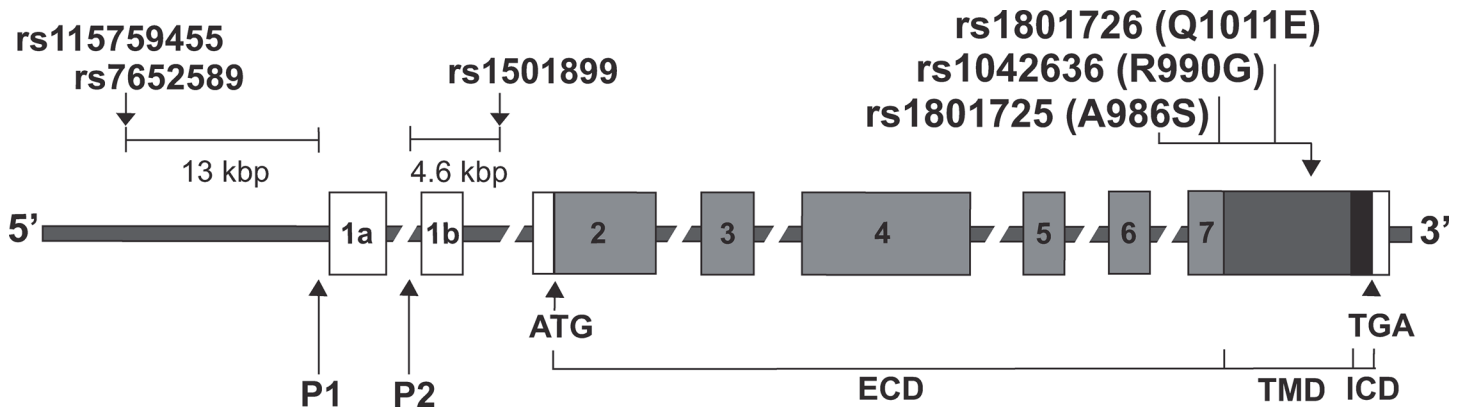 rs1801726 (Q1011E)
rs115759455
rs7652589
rs1501899
rs1042636 (R990G)
rs1801725 (A986S)
13 kbp
4.6 kbp
5’ 1a 1b 2 3 4 5 6 7 3’
ATG TGA
P1 P2 ECD TMD ICD